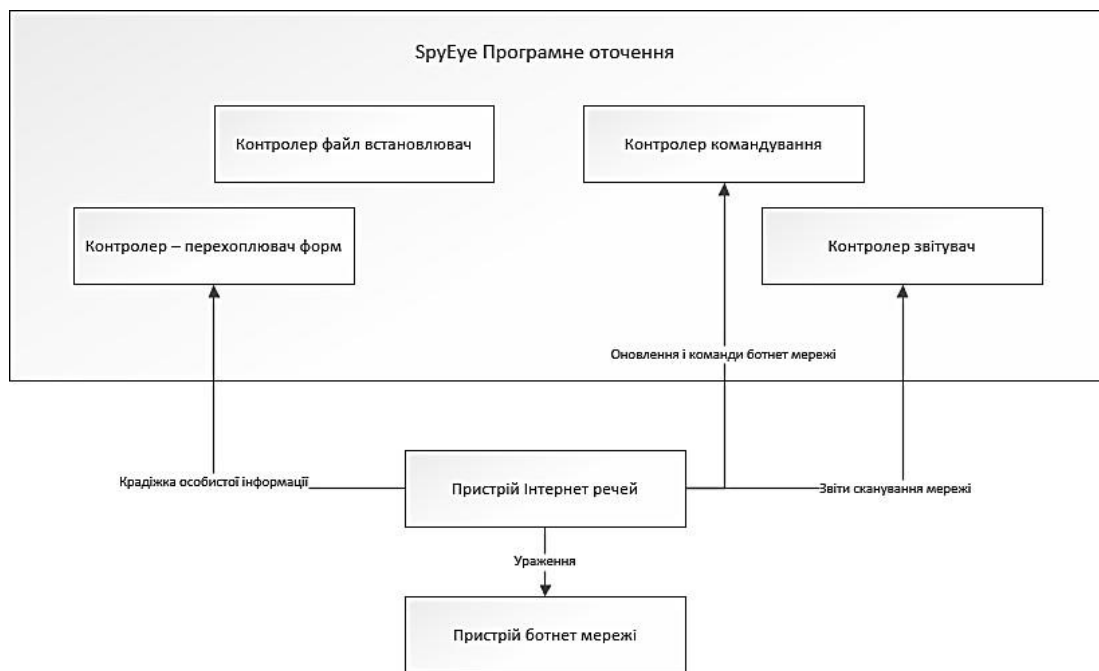 SpyEye Програмне оточення
Контролер файл встановлювач
Контролер командування
Контролер – перехоплювач форм
Контролер звітувач
Оновлення і команди ботнет мережі
Крадіжка особистої інформації
Пристрій Інтернет речей
Звіти сканування мережі
Ураження
Пристрій ботнет мережі